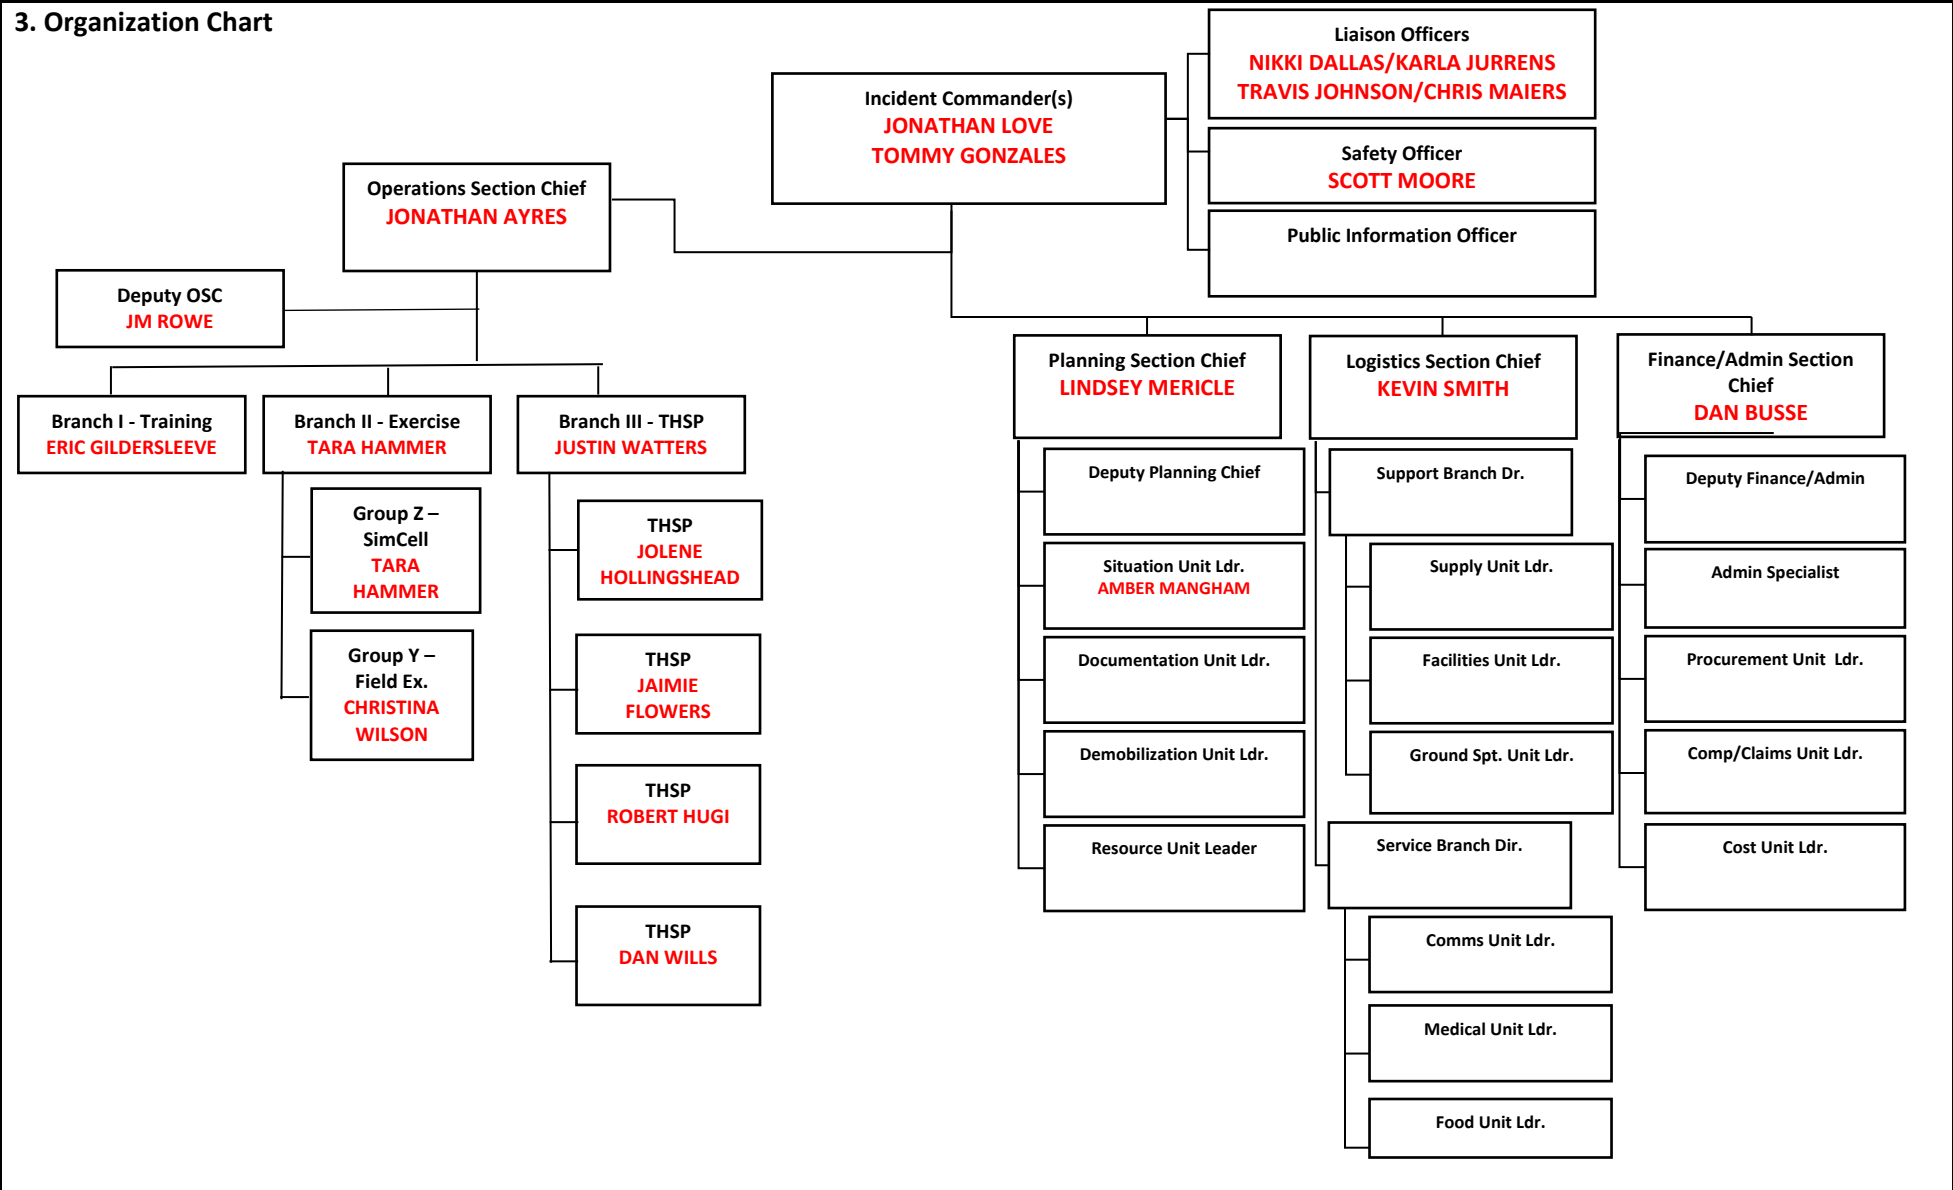 3. Organization Chart
Liaison Officers
NIKKI DALLAS/KARLA JURRENS
TRAVIS JOHNSON/CHRIS MAIERS
Incident Commander(s)
JONATHAN LOVE
TOMMY GONZALES
Safety Officer
SCOTT MOORE
Public Information Officer
Operations Section Chief
JONATHAN AYRES
Deputy OSC
JM ROWE
Branch I - Training
ERIC GILDERSLEEVE
Branch II - Exercise
TARA HAMMER
Group Z –
SimCell
TARA
HAMMER
Group Y –
Field Ex.
CHRISTINA
WILSON
Branch III - THSP
JUSTIN WATTERS
THSP
JOLENE
HOLLINGSHEAD
THSP
JAIMIE
FLOWERS
THSP
ROBERT HUGI
THSP
DAN WILLS
Planning Section Chief
LINDSEY MERICLE
Deputy Planning Chief
Situation Unit Ldr.
AMBER MANGHAM
Documentation Unit Ldr.
Demobilization Unit Ldr.
Resource Unit Leader
Logistics Section Chief
KEVIN SMITH
Support Branch Dr.
Supply Unit Ldr.
Facilities Unit Ldr.
Ground Spt. Unit Ldr.
Service Branch Dir.
Comms Unit Ldr.
Medical Unit Ldr.
Food Unit Ldr.
Finance/Admin Section
Chief
DAN BUSSE
Deputy Finance/Admin
Admin Specialist
Procurement Unit  Ldr.
Comp/Claims Unit Ldr.
Cost Unit Ldr.